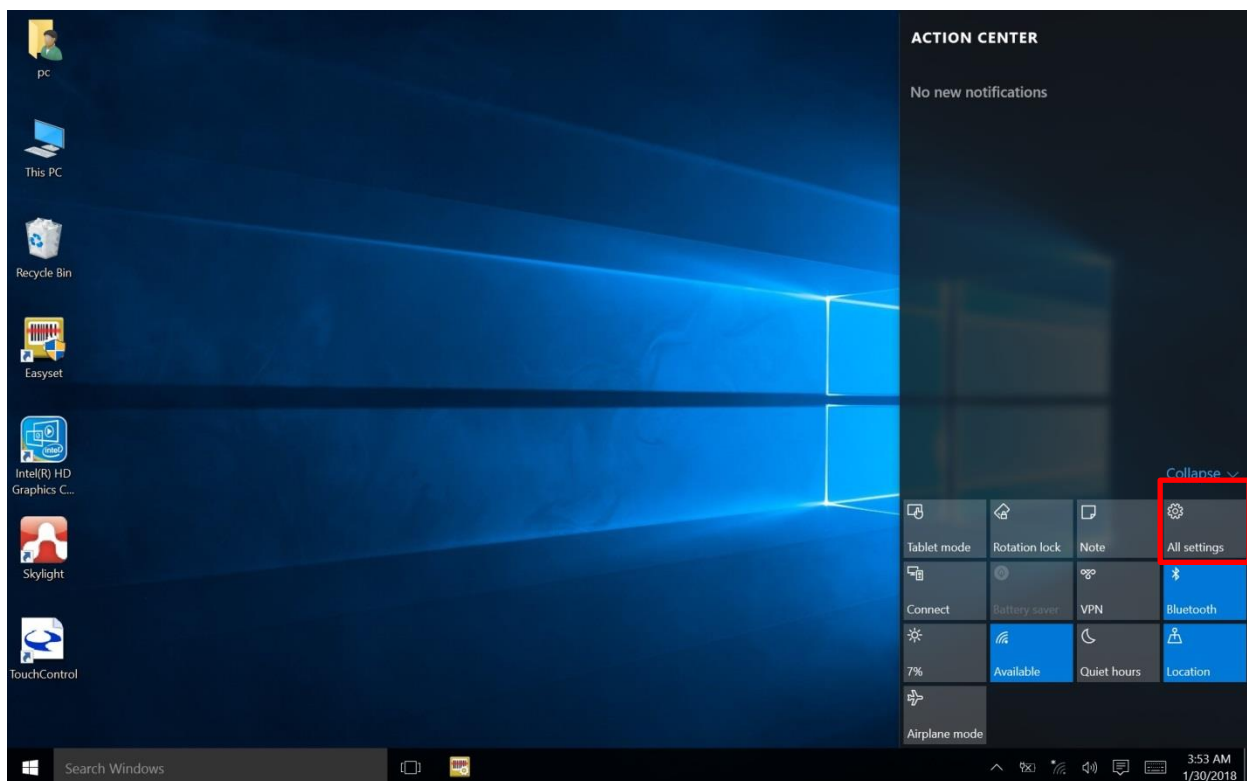 pc
This PC
Recycle Bin
Easyset
Intel(R) HD
Graphics C...
Skylight
TouchControl
ACTION CENTER
No new notifications
Collapse
Tablet mode
Rotation lock
Note
All settings
Connect
Battery saver
VPN
Bluetooth
7%
Available
Quiet hours
Location
Airplane mode
Search Windows
3:53 AM
1/30/2018